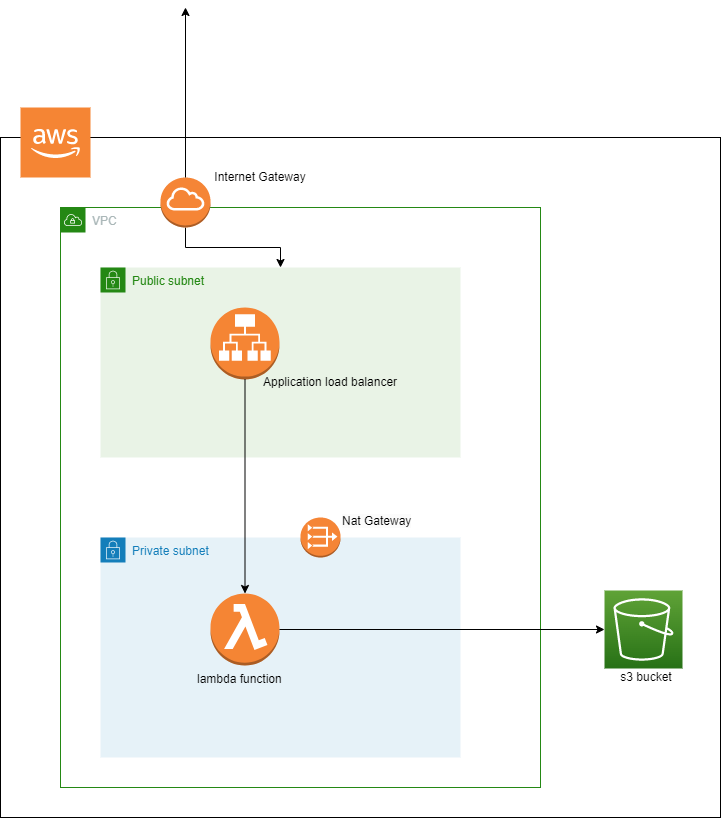 aws
Internet Gateway
VPC
Public subnet
Application load balancer
Nat Gateway
Private subnet
lambda function
s3 bucket